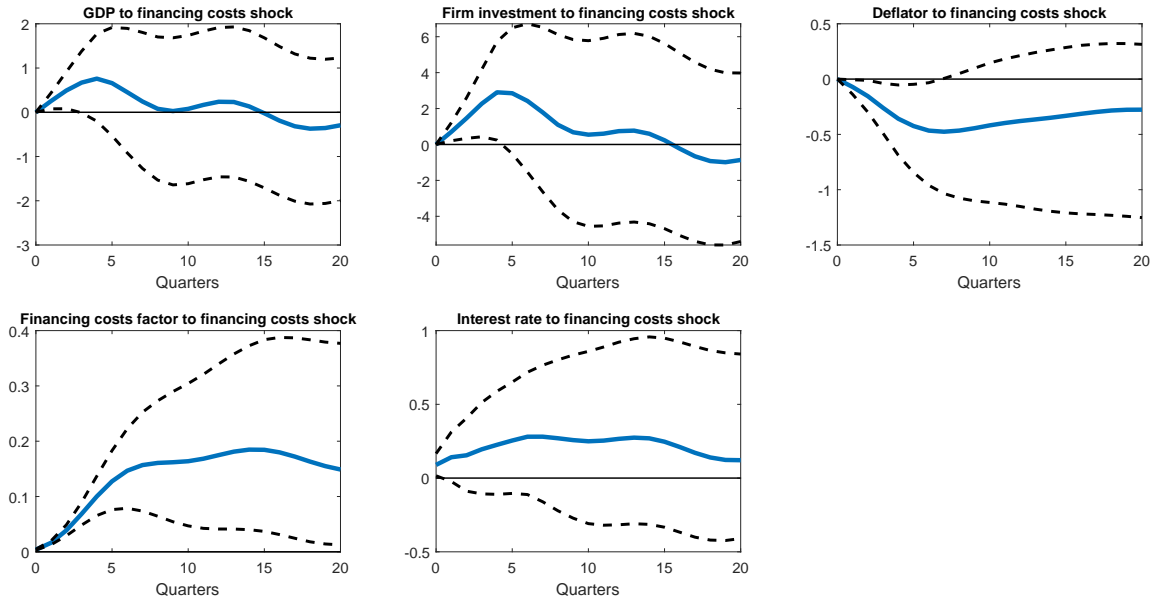 GDP to financing costs shock
2
1
0
-1
-2
-3
0 5 10 15 20
Quarters
Firm investment to financing costs shock
6
4
2
0
-2
-4
0 5 10 15 20
Quarters
Deflator to financing costs shock
0.5
0
-0.5
-1
-1.5
0 5 10 15 20
Quarters
Financing costs factor to financing costs shock
0.4
0.3
0.2
0.1
0
0 5 10 15 20
Quarters
Interest rate to financing costs shock
1
0.5
0
-0.5
0 5 10 15 20
Quarters